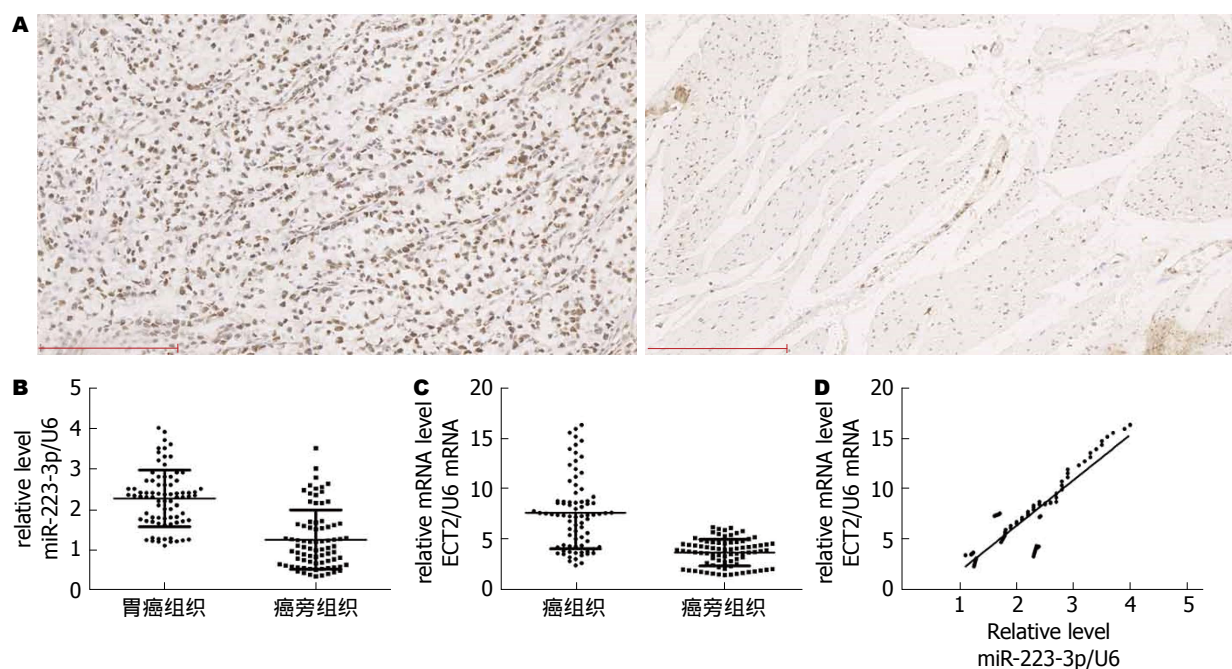 A
B
relative level
miR-223-3p/U6
5
4
3
2
1
0
胃癌组织
癌旁组织
C
relative mRNA level
ECT2/U6 mRNA
20
15
10
5
0
癌组织
癌旁组织
D
relative mRNA level
ECT2/U6 mRNA
20
15
10
5
0
1 2 3 4 5
Relative level
miR-223-3p/U6